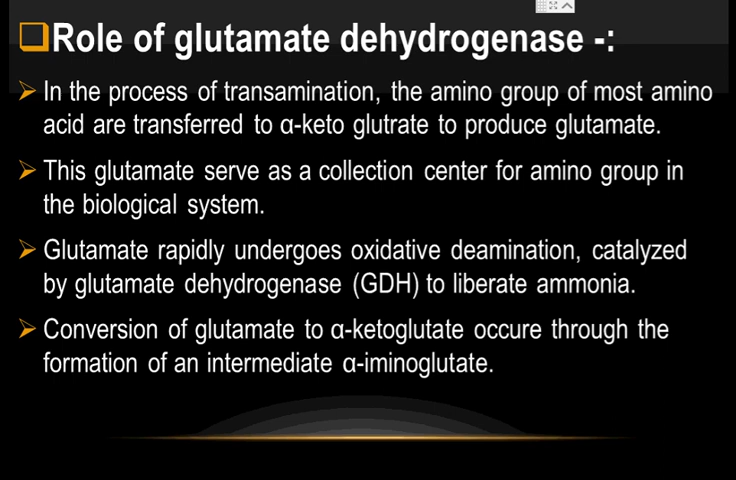 Role of glutamate dehydrogenase -:
In the process of transamination, the amino group of most amino
acid are transferred to α-keto glutrate to produce glutamate.
This glutamate serve as a collection center for amino group in
the biological system.
Glutamate rapidly undergoes oxidative deamination, catalyzed
by glutamate dehydrogenase (GDH) to liberate ammonia.
Conversion of glutamate to α-ketoglutate occure through the
formation of an intermediate α-iminoglutate.